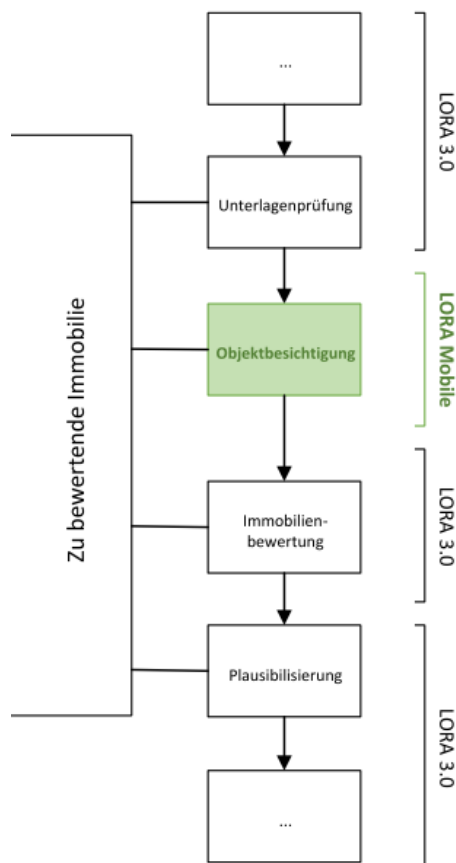 ...
LORA 3.0
Unterlagenprüfung
Zu bewertende Immobilie
Objektbesichtigung
LORA Mobile
Immobilien-
bewertung
LORA 3.0
Plausibilisierung
LORA 3.0
...